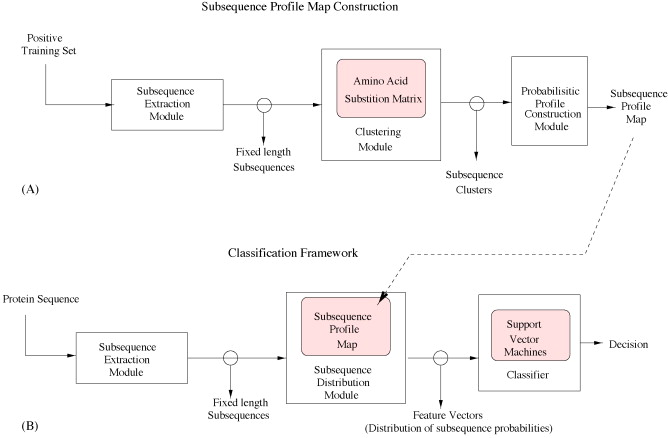 Subsequence Profile Map Construction
(A)
Positive
Training Set
Subsequence
Extraction
Module
Fixed length
Subsequences
Amino Acid
Substition Matrix
Clustering
Module
Subsequence
Clusters
Probabilisitic
Profile
Construction
Module
Subsequence
Profile
Map
Classification Framework
Protein Sequence
Subsequence
Extraction
Module
Fixed length
Subsequences
Subsequence
Profile
Map
Subsequence
Distribution
Module
Feature Vectors
(Distribution of subsequence probabilities)
Support
Vector
Machines
Classifier
Decision
(B)